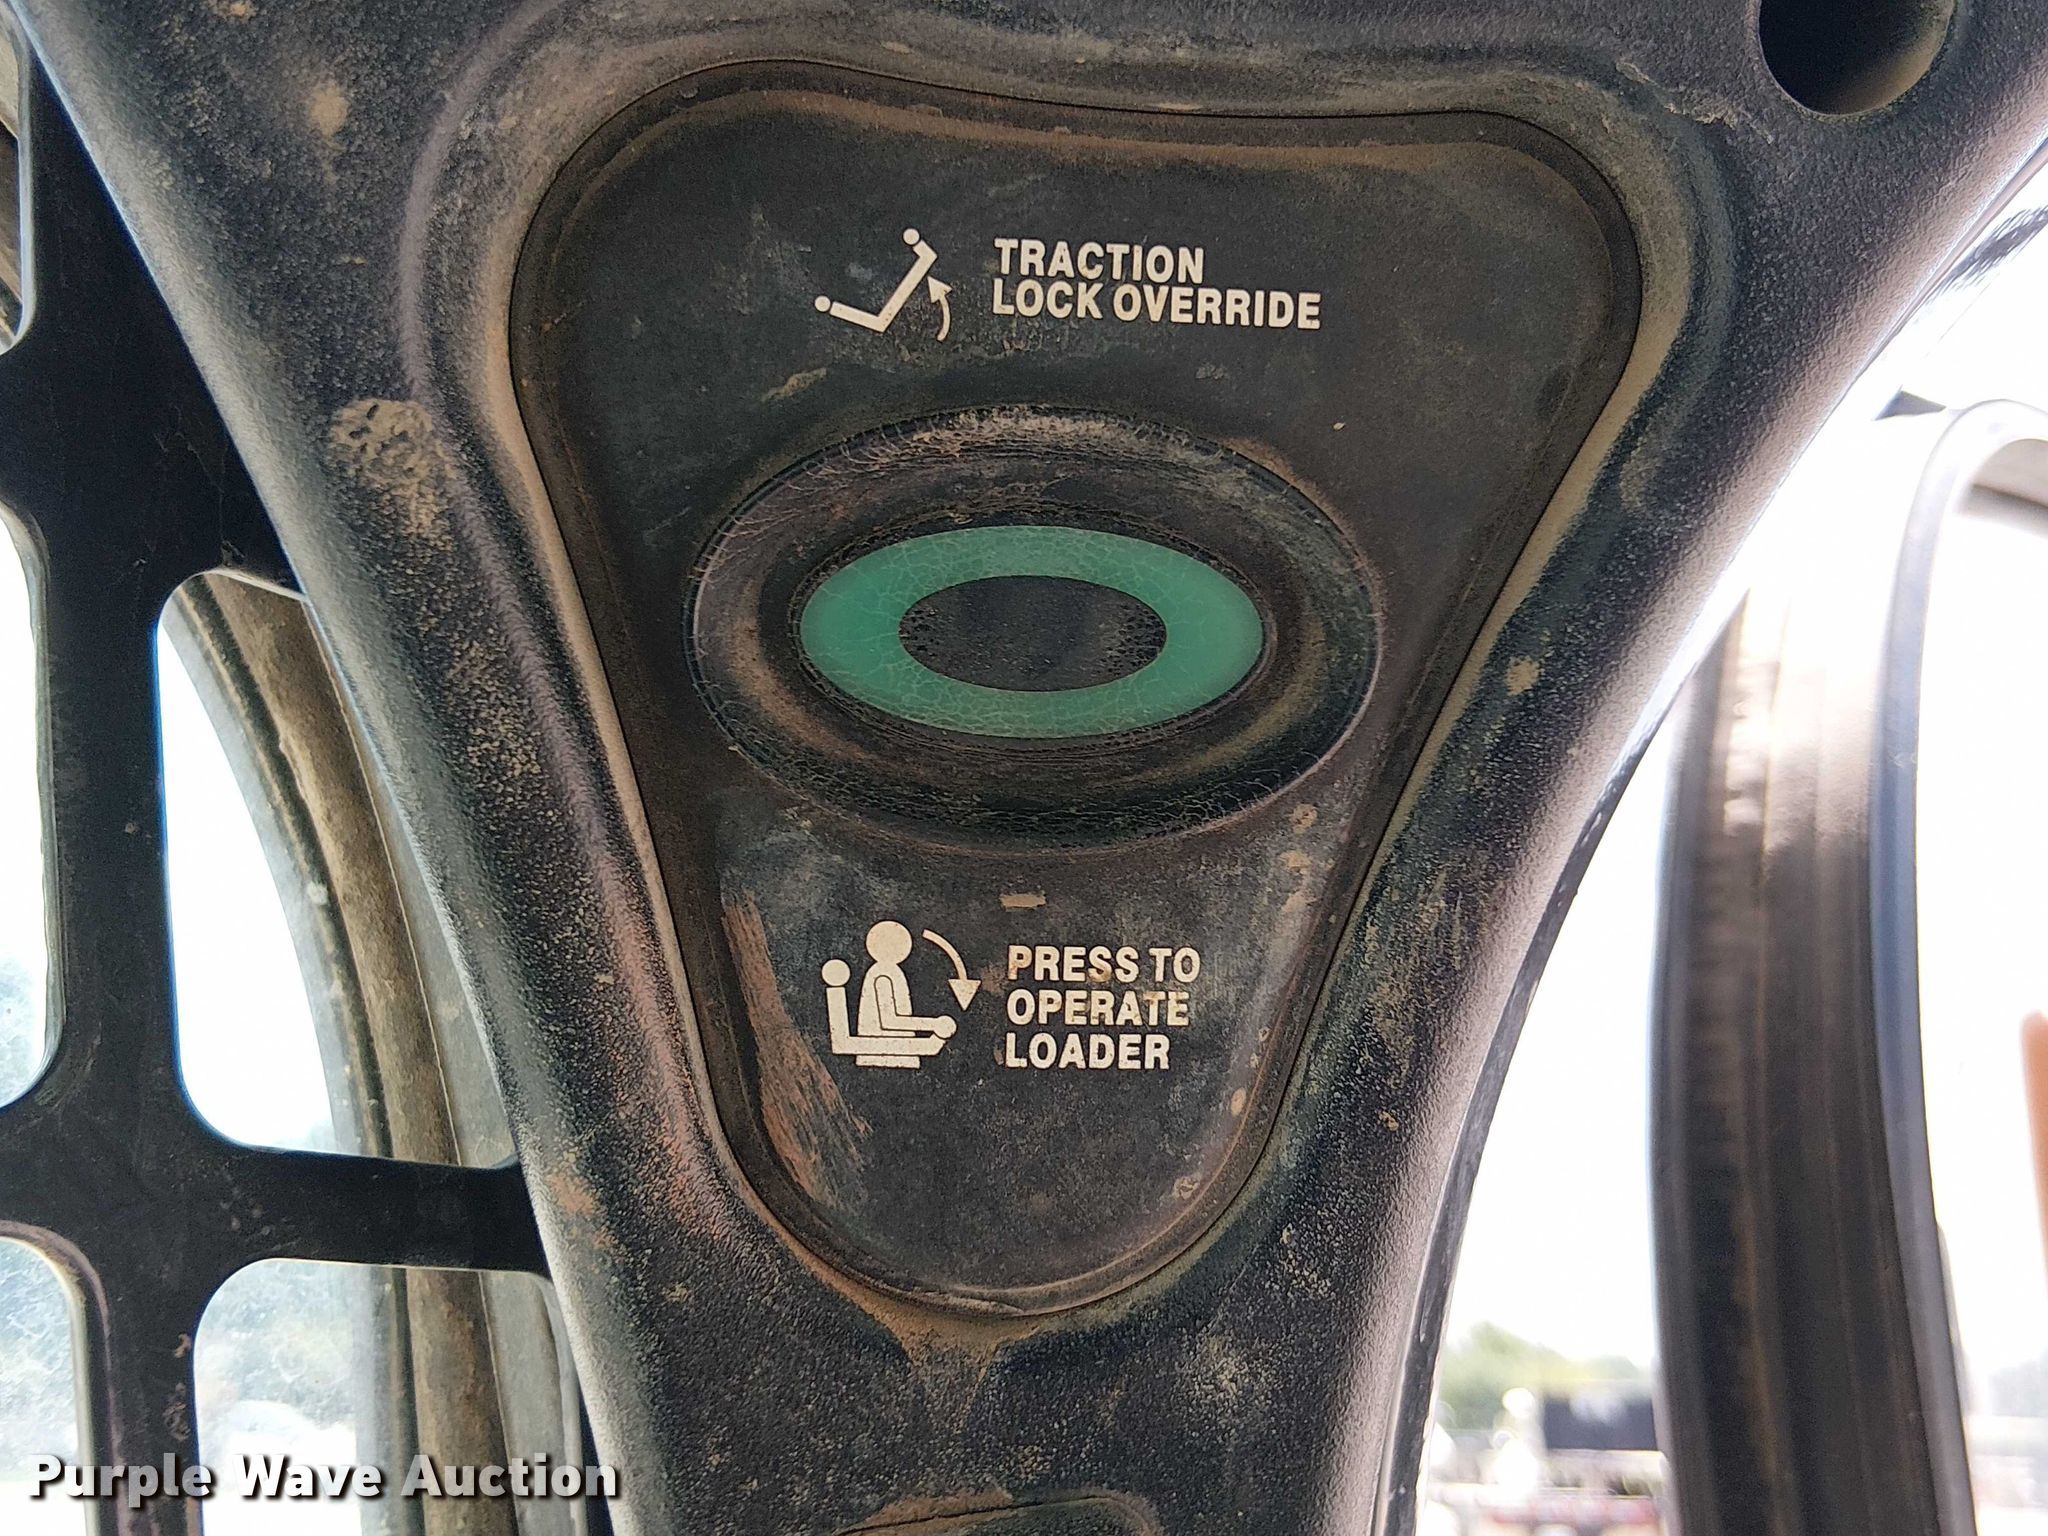 TRACTION
LOCK OVERRIDE
PRESS TO
OPERATE
LOADER
Purple Wave Auction